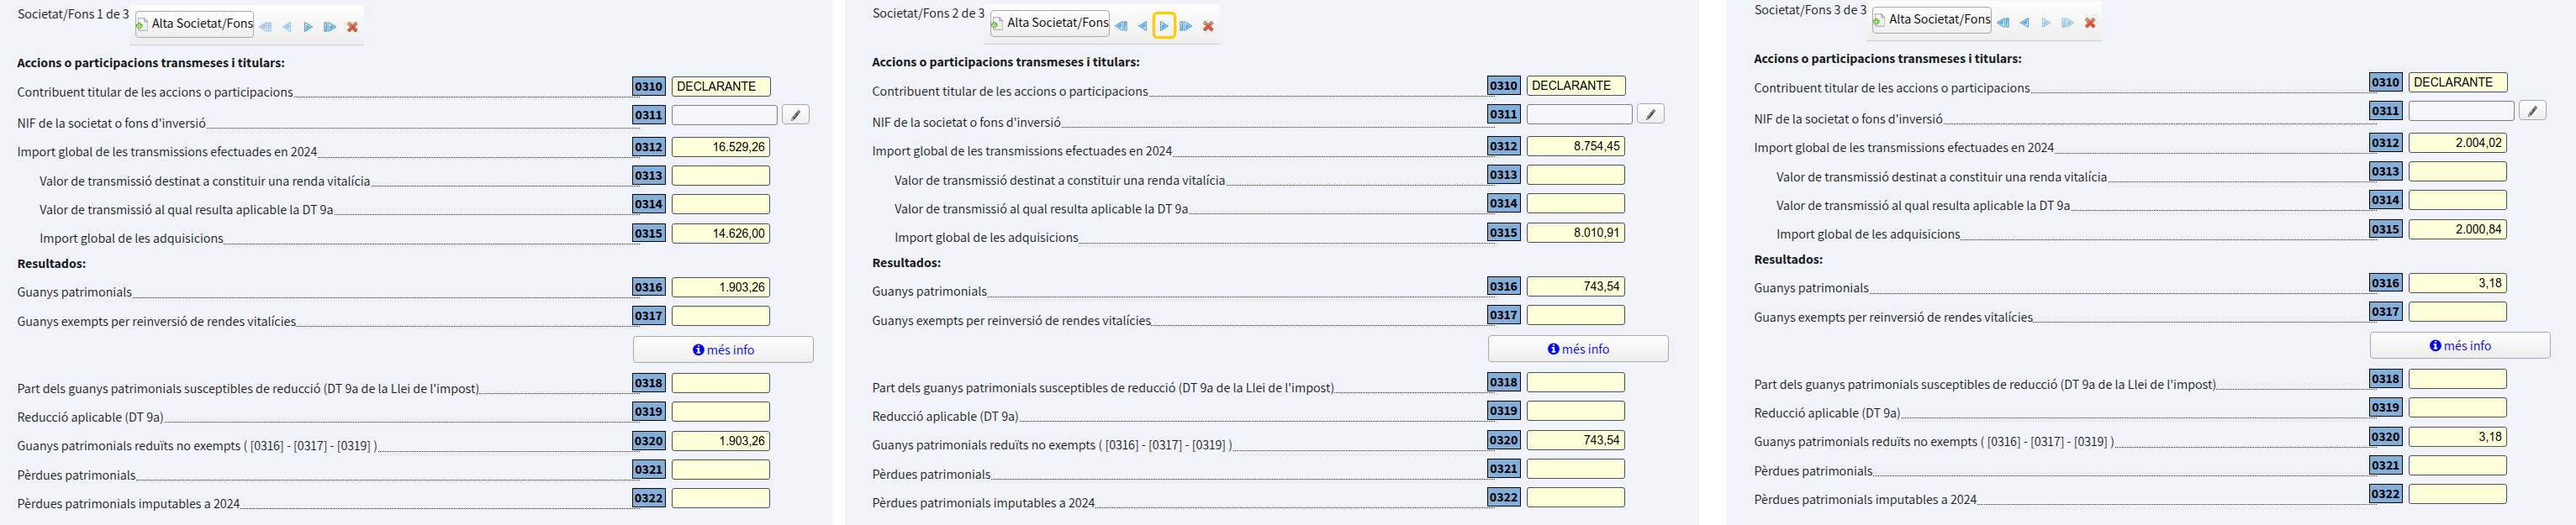 Societat/Fons 1 de 3 Alta Societat/Fons
Accions o participacions transmeses i titulars:
Contribuent titular de les accions o participacions 0310 DECLARANTE
NIF de la societat o fons d'inversió 0311
Import global de les transmissions efectuades en 2024 0312 16.529,26
Valor de transmissió destinat a constituir una renda vitalícia 0313
Valor de transmissió al qual resulta aplicable la DT 9a 0314
Import global de les adquisicions 0315 14.626,00
Resultados:
Guanys patrimonials 0316 1.903,26
Guanys exempts per reinversió de rendes vitalícies 0317
més info
Part dels guanys patrimonials susceptibles de reducció (DT 9a de la Llei de l'impost) 0318
Reducció aplicable (DT 9a) 0319
Guanys patrimonials reduïts no exempts ( [0316] - [0317] - [0319] ) 0320 1.903,26
Pèrdues patrimonials 0321
Pèrdues patrimonials imputables a 2024 0322
Societat/Fons 2 de 3 Alta Societat/Fons
Accions o participacions transmeses i titulars:
Contribuent titular de les accions o participacions 0310 DECLARANTE
NIF de la societat o fons d'inversió 0311
Import global de les transmissions efectuades en 2024 0312 8.754,45
Valor de transmissió destinat a constituir una renda vitalícia 0313
Valor de transmissió al qual resulta aplicable la DT 9a 0314
Import global de les adquisicions 0315 8.010,91
Resultados:
Guanys patrimonials 0316 743,54
Guanys exempts per reinversió de rendes vitalícies 0317
més info
Part dels guanys patrimonials susceptibles de reducció (DT 9a de la Llei de l'impost) 0318
Reducció aplicable (DT 9a) 0319
Guanys patrimonials reduïts no exempts ( [0316] - [0317] - [0319] ) 0320 743,54
Pèrdues patrimonials 0321
Pèrdues patrimonials imputables a 2024 0322
Societat/Fons 3 de 3 Alta Societat/Fons
Accions o participacions transmeses i titulars:
Contribuent titular de les accions o participacions 0310 DECLARANTE
NIF de la societat o fons d'inversió 0311
Import global de les transmissions efectuades en 2024 0312 2.004,02
Valor de transmissió destinat a constituir una renda vitalícia 0313
Valor de transmissió al qual resulta aplicable la DT 9a 0314
Import global de les adquisicions 0315 2.000,84
Resultados:
Guanys patrimonials 0316 3,18
Guanys exempts per reinversió de rendes vitalícies 0317
més info
Part dels guanys patrimonials susceptibles de reducció (DT 9a de la Llei de l'impost) 0318
Reducció aplicable (DT 9a) 0319
Guanys patrimonials reduïts no exempts ( [0316] - [0317] - [0319] ) 0320 3,18
Pèrdues patrimonials 0321
Pèrdues patrimonials imputables a 2024 0322